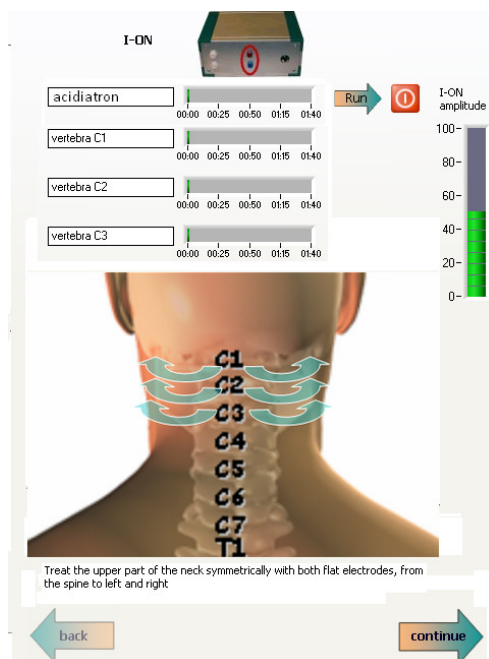 I-ON
acidiatron
00:00 00:25 00:50 01:15 01:40
Run
I-ON
amplitude
vertebra C1
00:00 00:25 00:50 01:15 01:40
vertebra C2
00:00 00:25 00:50 01:15 01:40
vertebra C3
00:00 00:25 00:50 01:15 01:40
100
80
60
40
20
0
C1
C2
C3
C4
C5
C6
C7
T1
Treat the upper part of the neck symmetrically with both flat electrodes, from
the spine to left and right
back
continue